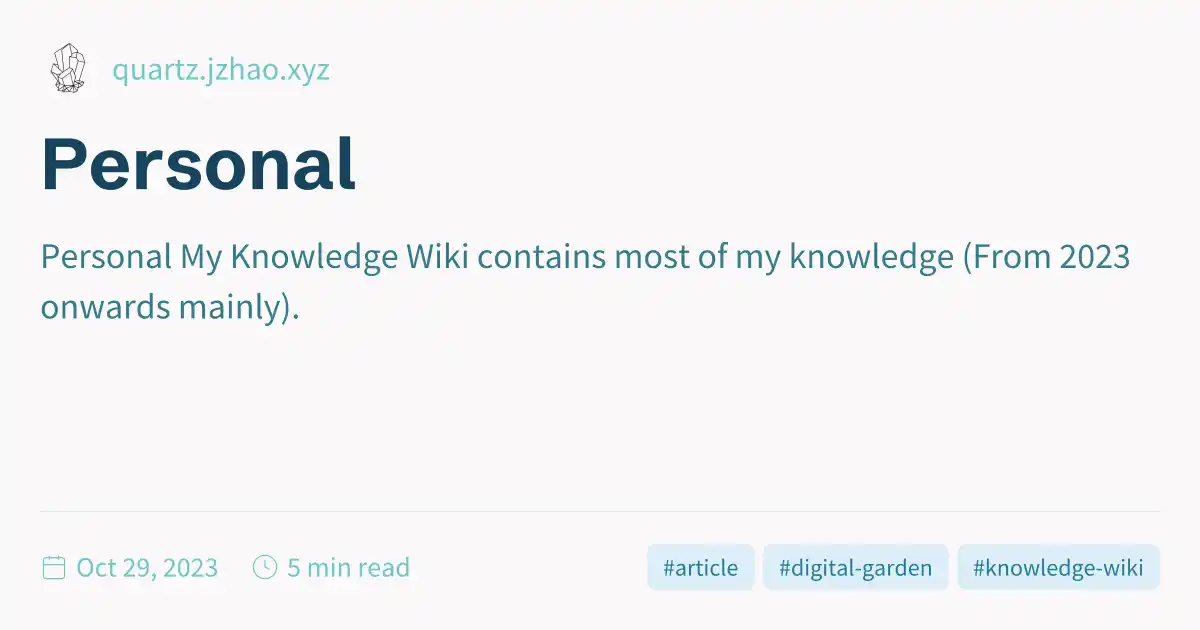 quartz.jzhao.xyz
Personal
Personal My Knowledge Wiki contains most of my knowledge (From 2023
onwards mainly).
Oct 29, 2023 5 min read #article #digital-garden #knowledge-wiki